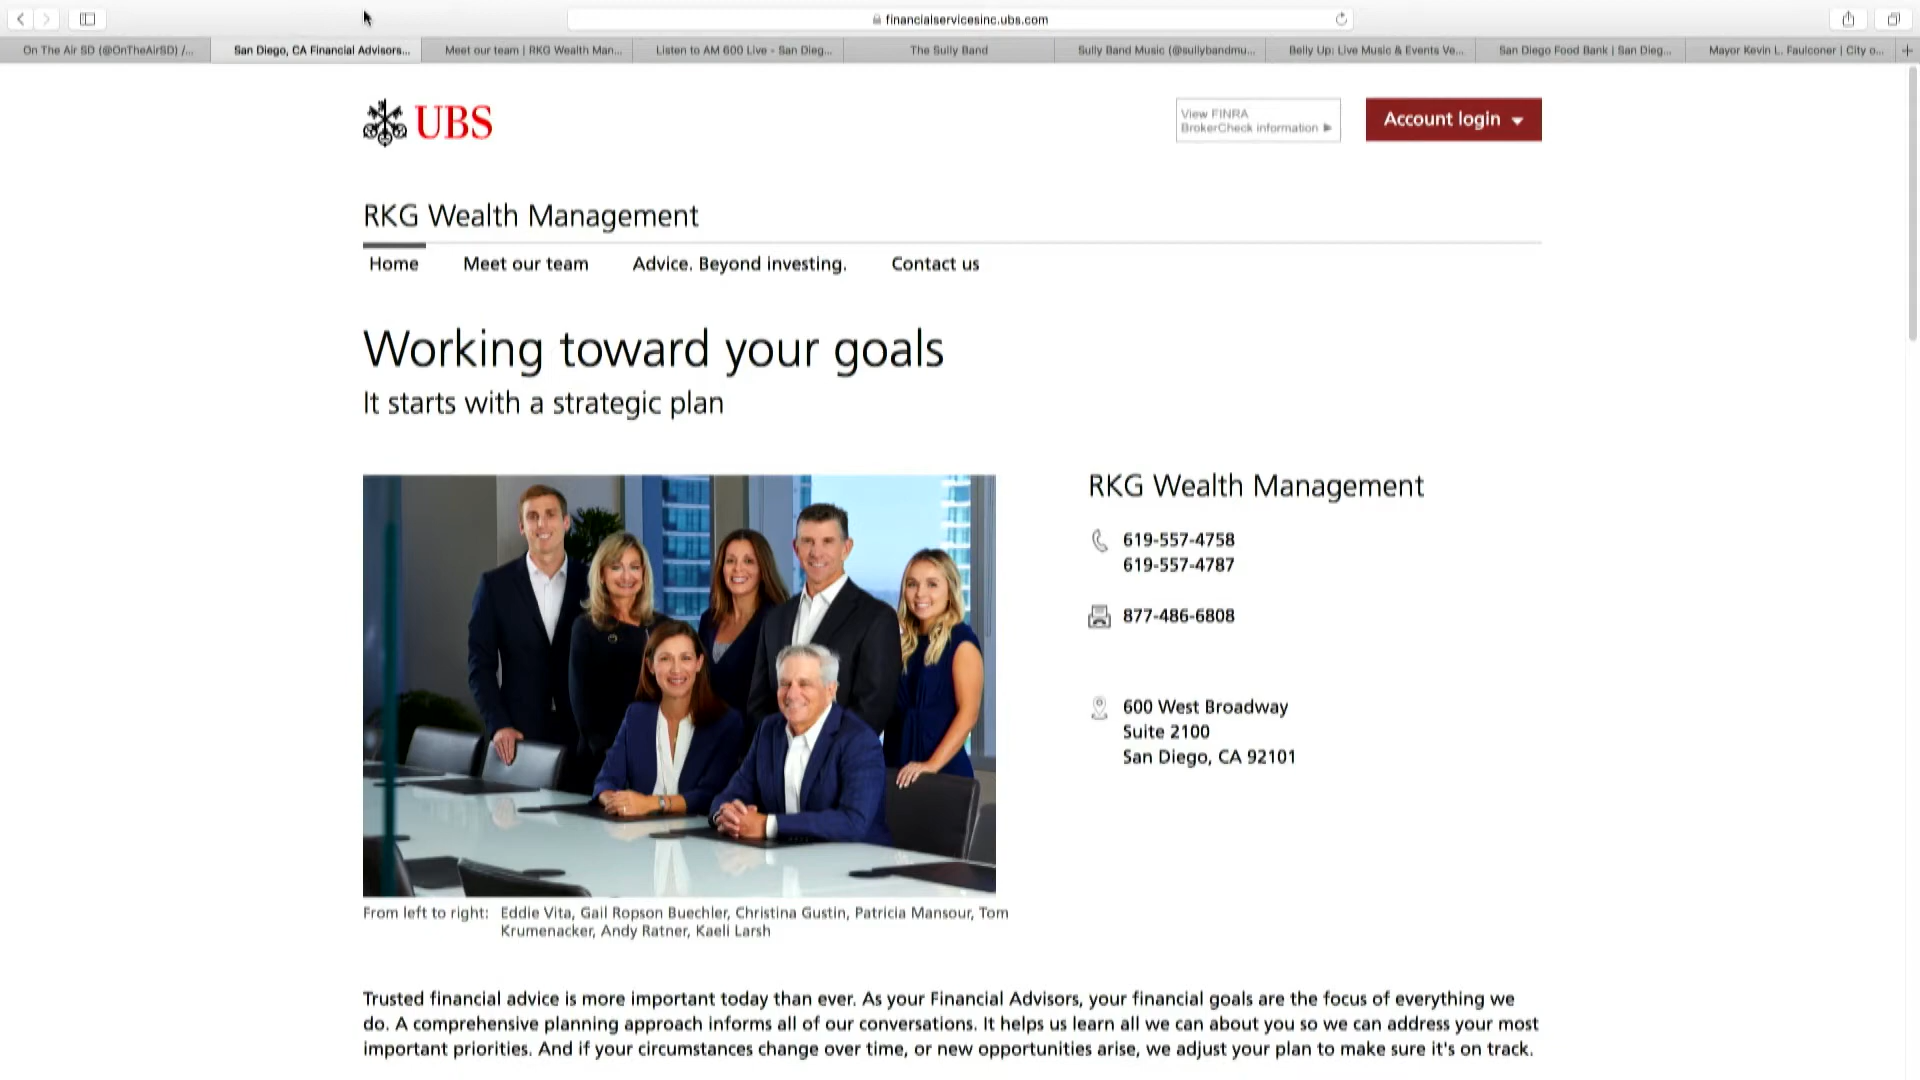 financialservicesinc.ubs.com
On The Air SD (@OnTheAirSD) /...
San Diego, CA Financial Advisors...
Meet our team | RKG Wealth Man...
Listen to AM 600 Live - San Dieg...
The Sully Band
Sully Band Music (@sullybandmu...
Belly Up: Live Music & Events Ve...
San Diego Food Bank | San Dieg...
Mayor Kevin L. Faulconer | City o...
UBS
View FINRA
BrokerCheck information
Account login
RKG Wealth Management
Home
Meet our team
Advice. Beyond investing.
Contact us
Working toward your goals
It starts with a strategic plan
RKG Wealth Management
619-557-4758
619-557-4787
877-486-6808
600 West Broadway
Suite 2100
San Diego, CA 92101
From left to right: Eddie Vita, Gail Ropson Buechler, Christina Gustin, Patricia Mansour, Tom
Krumenacker, Andy Ratner, Kaeli Larsh
Trusted financial advice is more important today than ever. As your Financial Advisors, your financial goals are the focus of everything we
do. A comprehensive planning approach informs all of our conversations. It helps us learn all we can about you so we can address your most
important priorities. And if your circumstances change over time, or new opportunities arise, we adjust your plan to make sure it's on track.